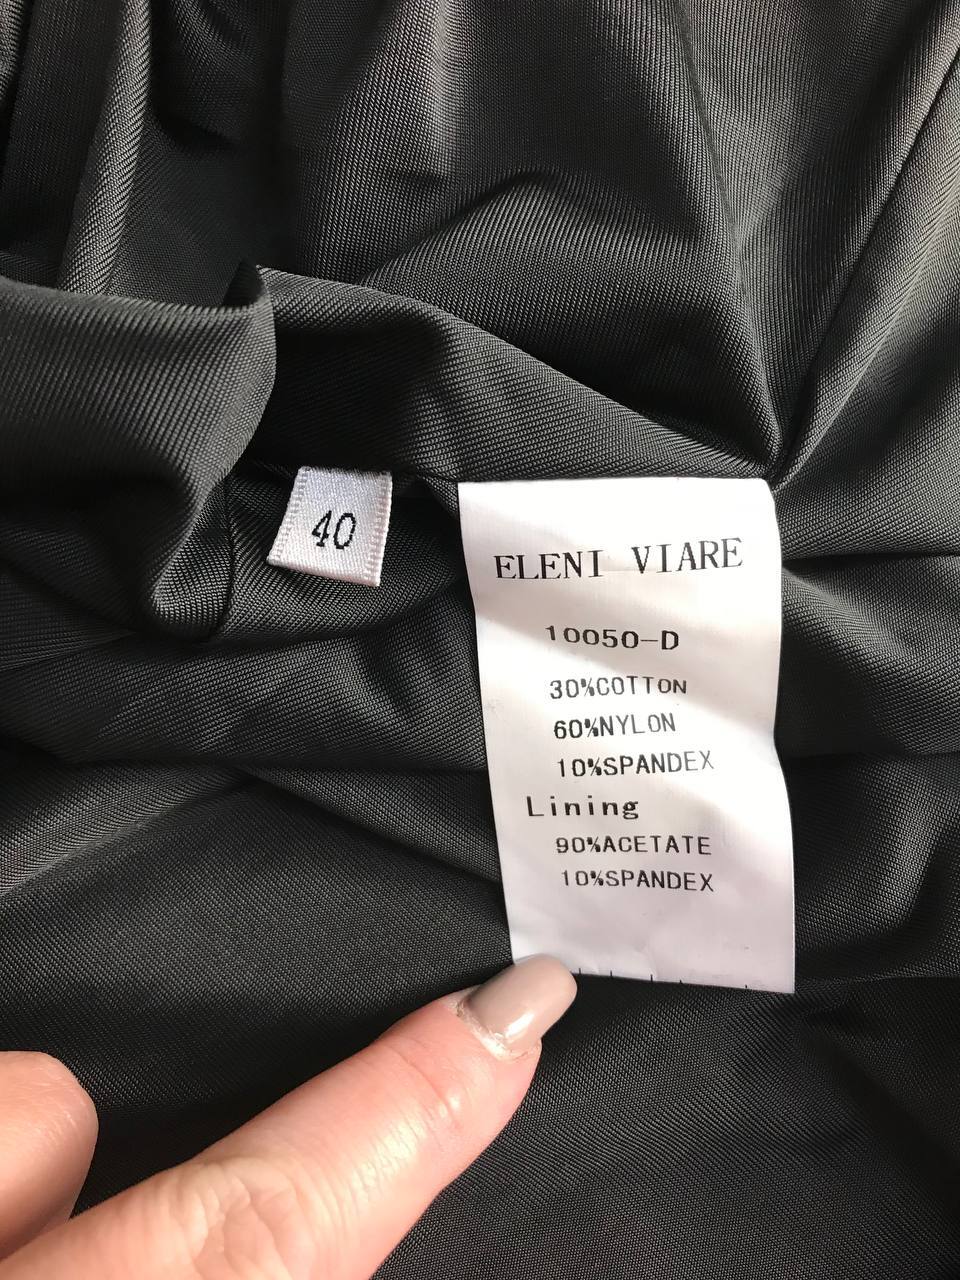 40
ELENI VIARE
10050-D
30%COTTON
60%NYLON
10%SPANDEX
Lining
90%ACETATE
10%SPANDEX